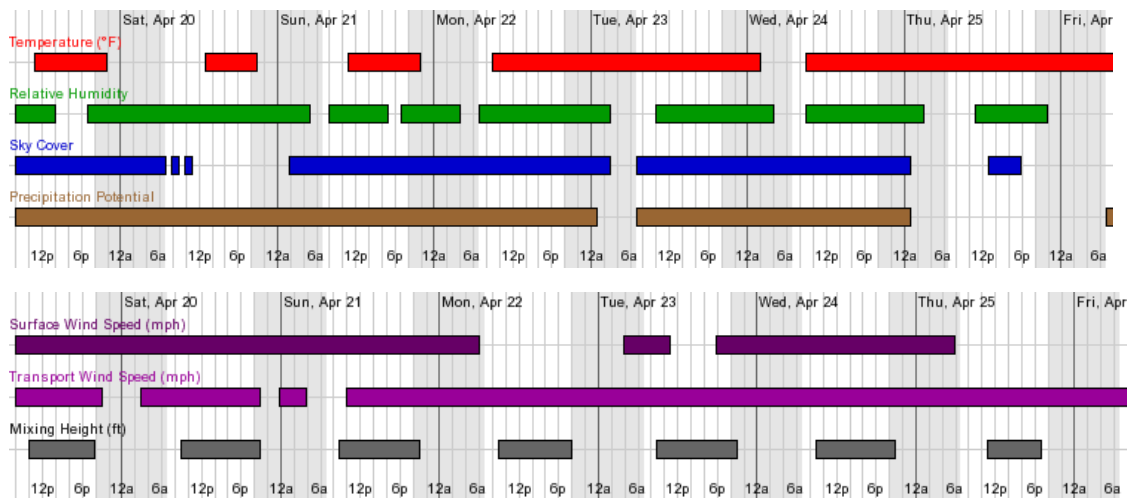 Sat, Apr 20 Sun, Apr 21 Mon, Apr 22 Tue, Apr 23 Wed, Apr 24 Thu, Apr 25 Fri, Apr
Temperature (°F)
Relative Humidity
Sky Cover
Precipitation Potential
12p 6p 12a 6a 12p 6p 12a 6a 12p 6p 12a 6a 12p 6p 12a 6a 12p 6p 12a 6a 12p 6p 12a 6a 12p 6p 12a 6a
Sat, Apr 20 Sun, Apr 21 Mon, Apr 22 Tue, Apr 23 Wed, Apr 24 Thu, Apr 25 Fri, Apr
Surface Wind Speed (mph)
Transport Wind Speed (mph)
Mixing Height (ft)
12p 6p 12a 6a 12p 6p 12a 6a 12p 6p 12a 6a 12p 6p 12a 6a 12p 6p 12a 6a 12p 6p 12a 6a 12p 6p 12a 6a